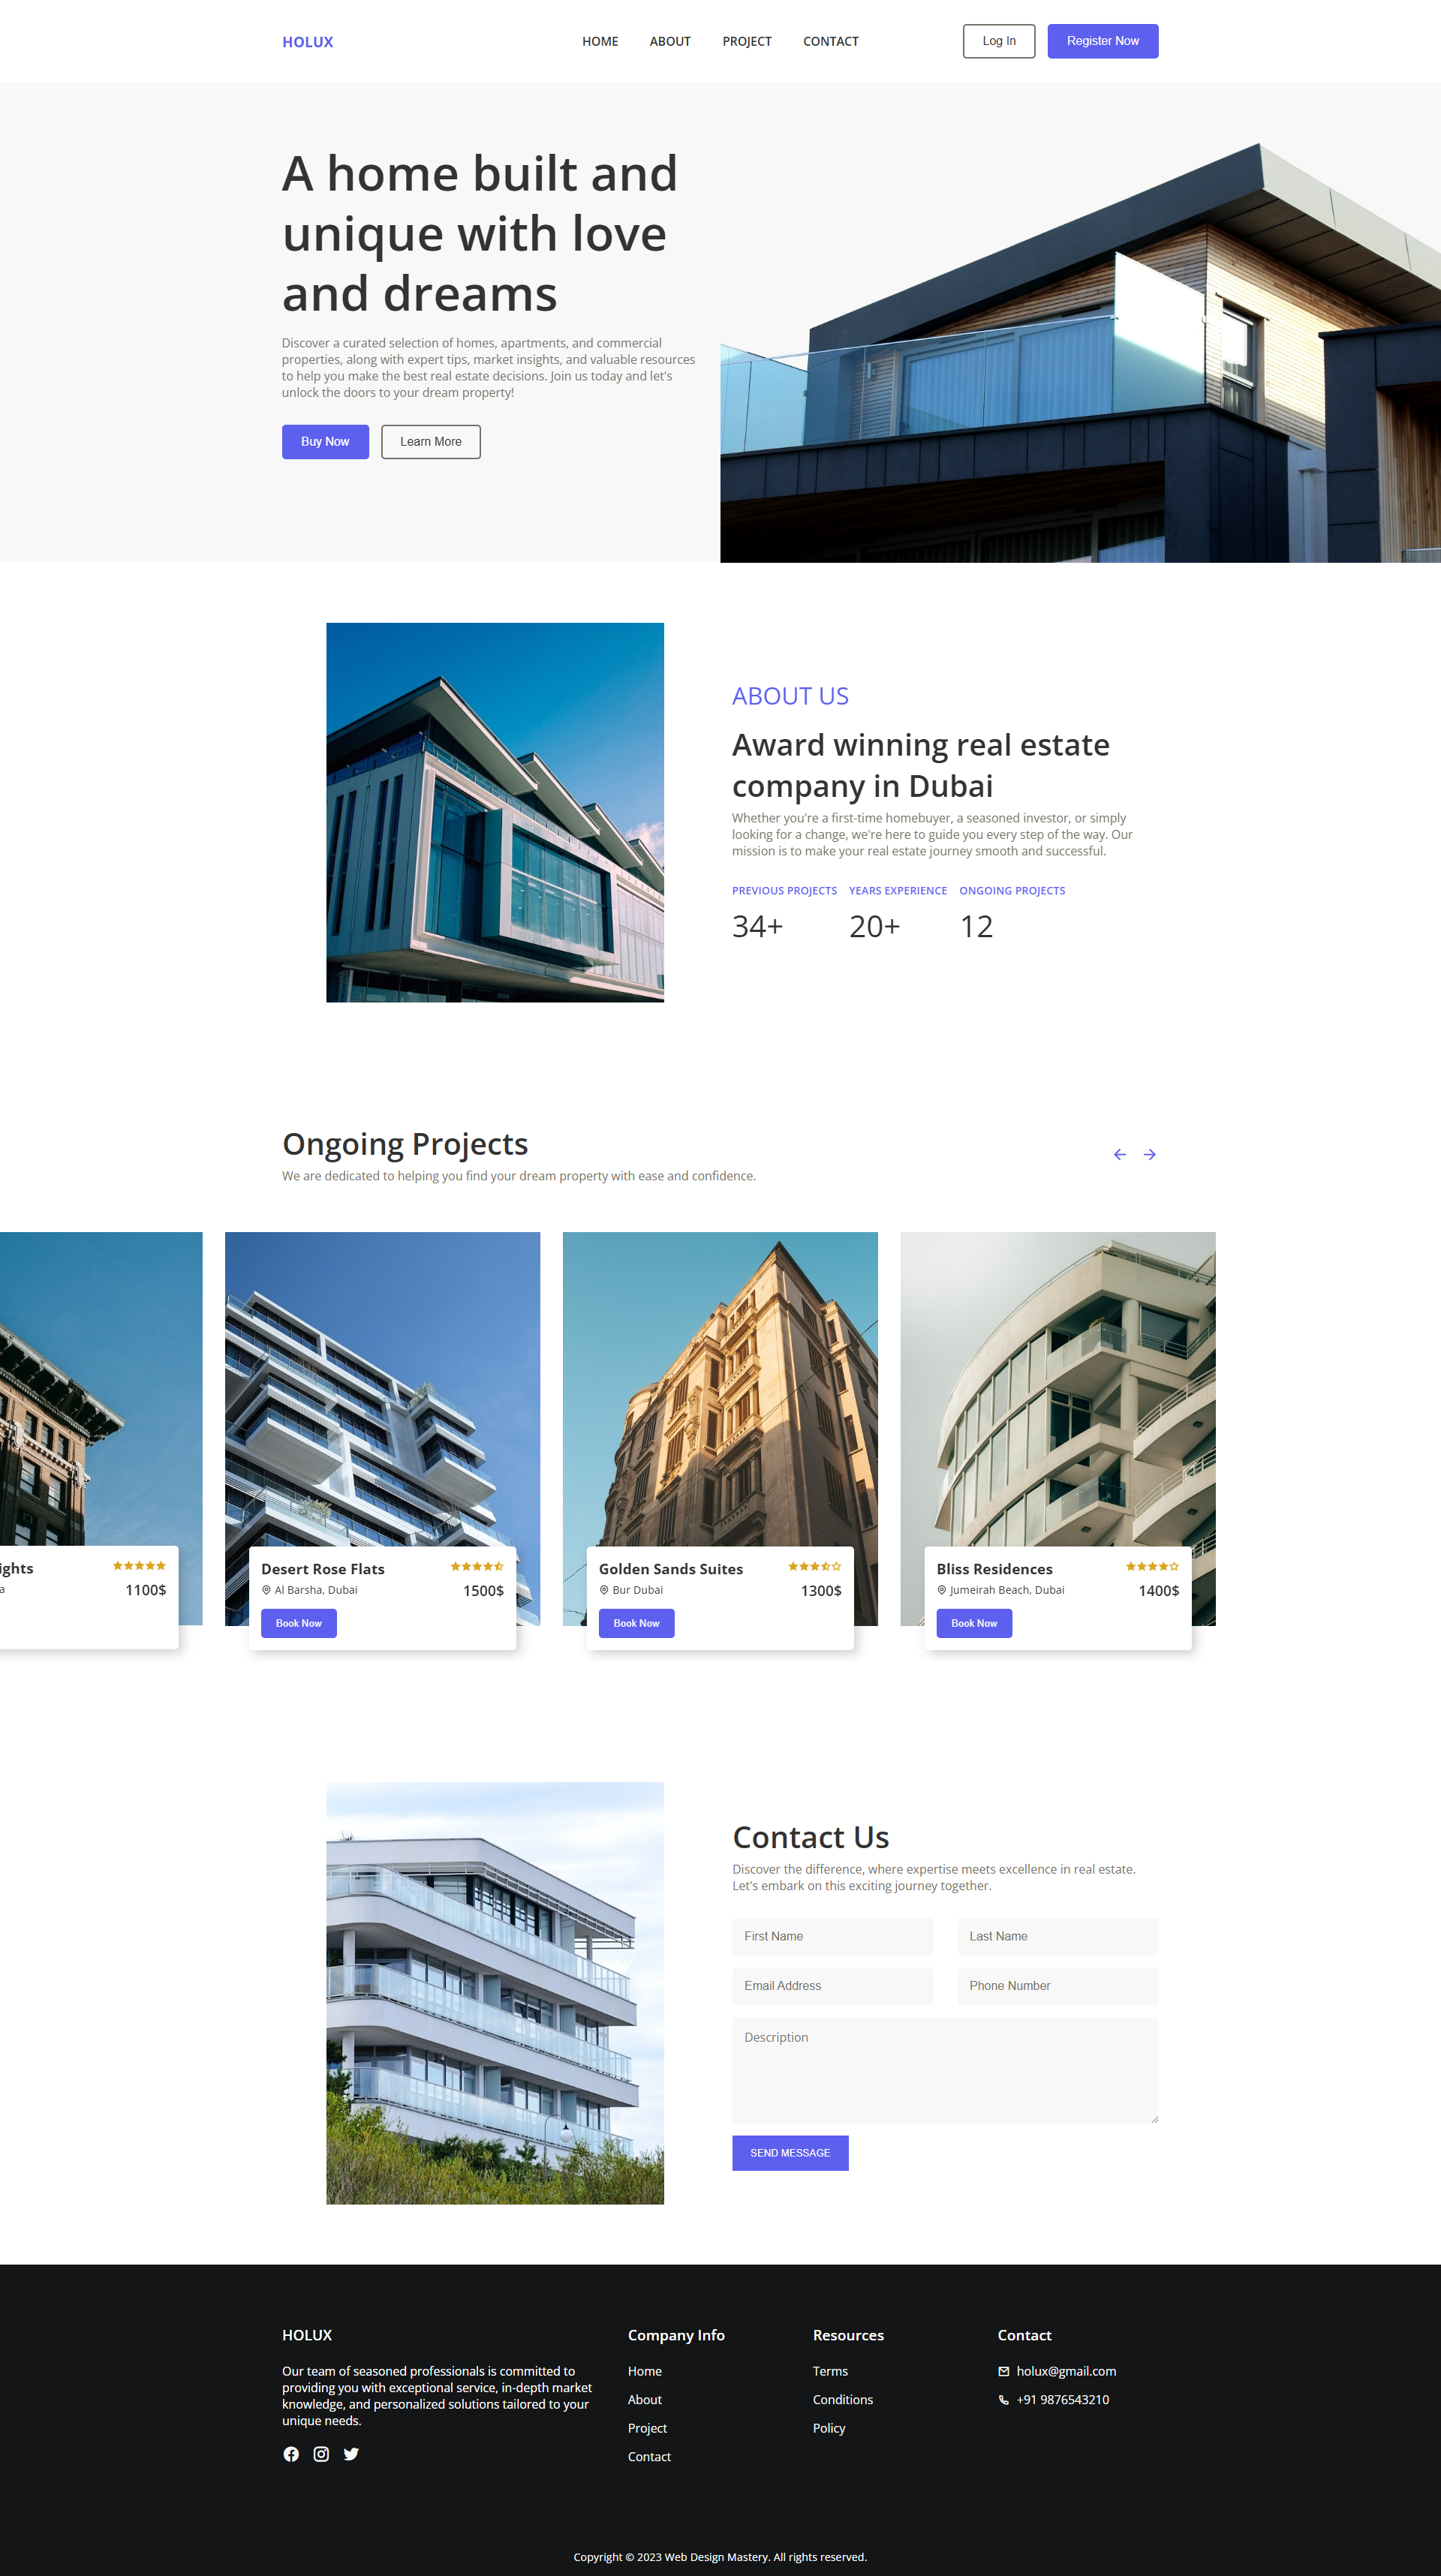 HOLUX
HOME
ABOUT
PROJECT
CONTACT
Log In
Register Now
A home built and
unique with love
and dreams
Discover a curated selection of homes, apartments, and commercial
properties, along with expert tips, market insights, and valuable resources
to help you make the best real estate decisions. Join us today and let's
unlock the doors to your dream property!
Buy Now
Learn More
ABOUT US
Award winning real estate
company in Dubai
Whether you're a first-time homebuyer, a seasoned investor, or simply
looking for a change, we're here to guide you every step of the way. Our
mission is to make your real estate journey smooth and successful.
PREVIOUS PROJECTS
34+
YEARS EXPERIENCE
20+
ONGOING PROJECTS
12
Ongoing Projects
We are dedicated to helping you find your dream property with ease and confidence.
ights
a
1100$
Desert Rose Flats
Al Barsha, Dubai
1500$
Book Now
Golden Sands Suites
Bur Dubai
1300$
Book Now
Bliss Residences
Jumeirah Beach, Dubai
1400$
Book Now
Contact Us
Discover the difference, where expertise meets excellence in real estate.
Let's embark on this exciting journey together.
First Name
Last Name
Email Address
Phone Number
Description
SEND MESSAGE
HOLUX
Our team of seasoned professionals is committed to
providing you with exceptional service, in-depth market
knowledge, and personalized solutions tailored to your
unique needs.
Company Info
Home
About
Project
Contact
Resources
Terms
Conditions
Policy
Contact
holux@gmail.com
+91 9876543210
Copyright © 2023 Web Design Mastery. All rights reserved.